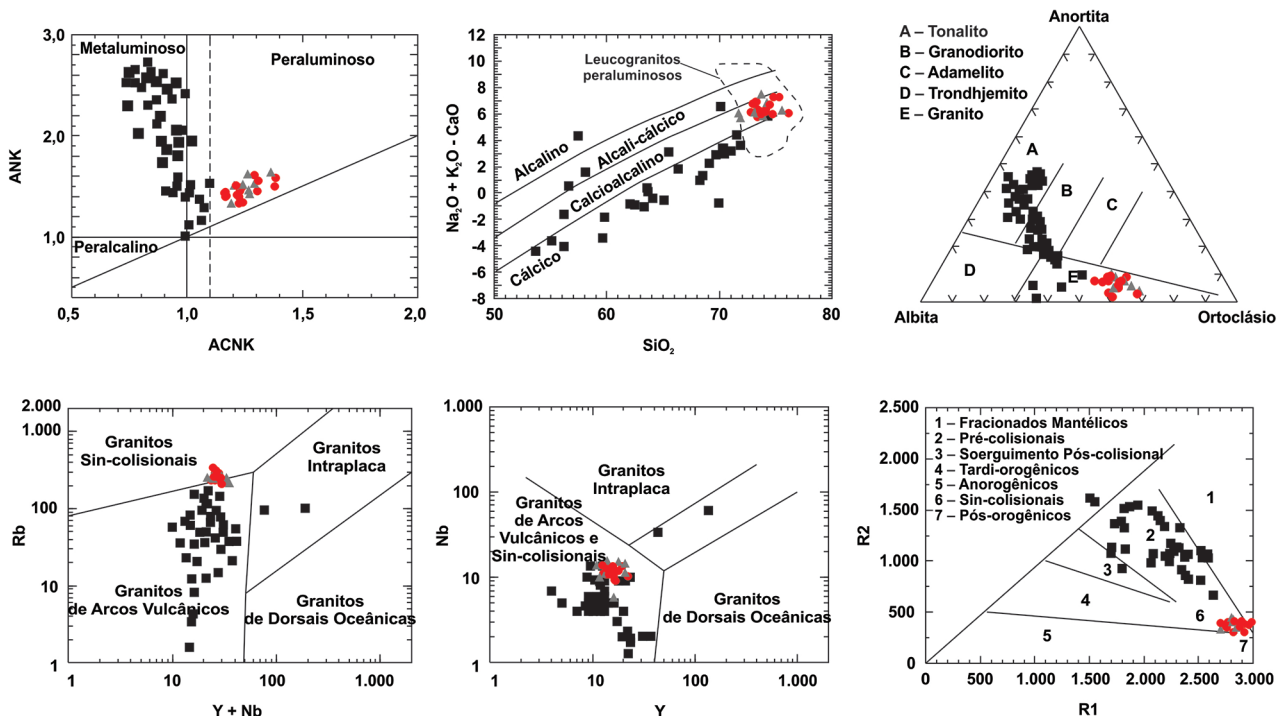 3,0
2,0
1,0
0,5
1,0
1,5
2,0
ANK
ACNK
Metaluminoso
Peraluminoso
Peralcalino
12
10
8
6
4
2
0
-2
-4
-6
-8
50
60
70
80
Na₂O + K₂O - CaO
SiO₂
Leucogranitos
peraluminosos
Alcalino
Alcali-cálcico
Calcioalcalino
Cálcico
A – Tonalito
B – Granodiorito
C – Adamelito
D – Trondhjemito
E – Granito
Anortita
A
B
C
D
E
Albita
Ortoclásio
2.000
1.000
100
10
1
1
10
100
1.000
Rb
Y + Nb
Granitos
Sin-colisionais
Granitos
Intraplaca
Granitos
de Arcos Vulcânicos
Granitos
de Dorsais Oceânicas
1.000
100
10
1
1
10
100
1.000
Nb
Y
Granitos
Intraplaca
Granitos
de Arcos
Vulcânicos e
Sin-colisionais
Granitos
de Dorsais Oceânicas
2.500
2.000
1.500
1.000
500
0
0
500
1.000
1.500
2.000
2.500
3.000
R2
R1
1 – Fracionados Mantélicos
2 – Pré-colisionais
3 – Soerguimento Pós-colisional
4 – Tardi-orogênicos
5 – Anorogênicos
6 – Sin-colisionais
7 – Pós-orogênicos
1
2
3
4
5
6
7